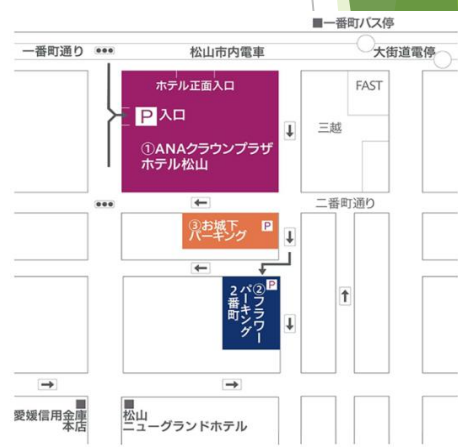 ■一番町バス停
一番町通り
松山市内電車
大街道電停
ホテル正面入口
P 入口
①ANAクラウンプラザ
ホテル松山
FAST
三越
二番町通り
③お城下
パーキング
P
P
②フラワー
パーキング
2番町
愛媛信用金庫
本店
松山
ニューグランドホテル